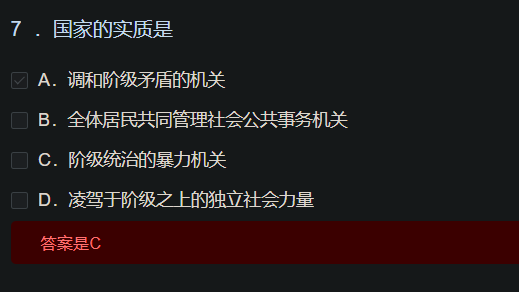 7 ．国家的实质是
A．调和阶级矛盾的机关
B．全体居民共同管理社会公共事务机关
C．阶级统治的暴力机关
D．凌驾于阶级之上的独立社会力量
答案是C